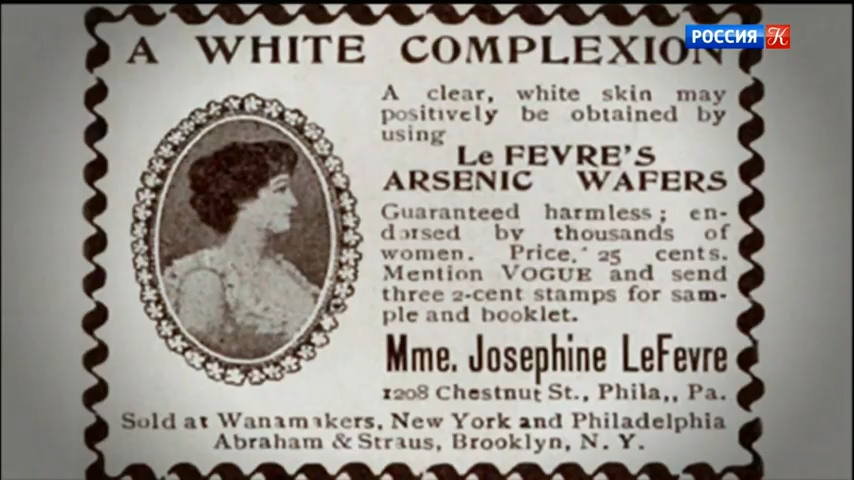 РОССИЯ К
A WHITE COMPLEXION
A clear, white skin may
positively be obtained by
using
Le FEVRE'S
ARSENIC WAFERS
Guaranteed harmless; en-
dorsed by thousands of
women. Price, 25 cents.
Mention VOGUE and send
three 2-cent stamps for sam-
ple and booklet.
Mme. Josephine LeFevre
1208 Chestnut St., Phila,, Pa.
Sold at Wanamakers, New York and Philadelphia
Abraham & Straus, Brooklyn, N. Y.